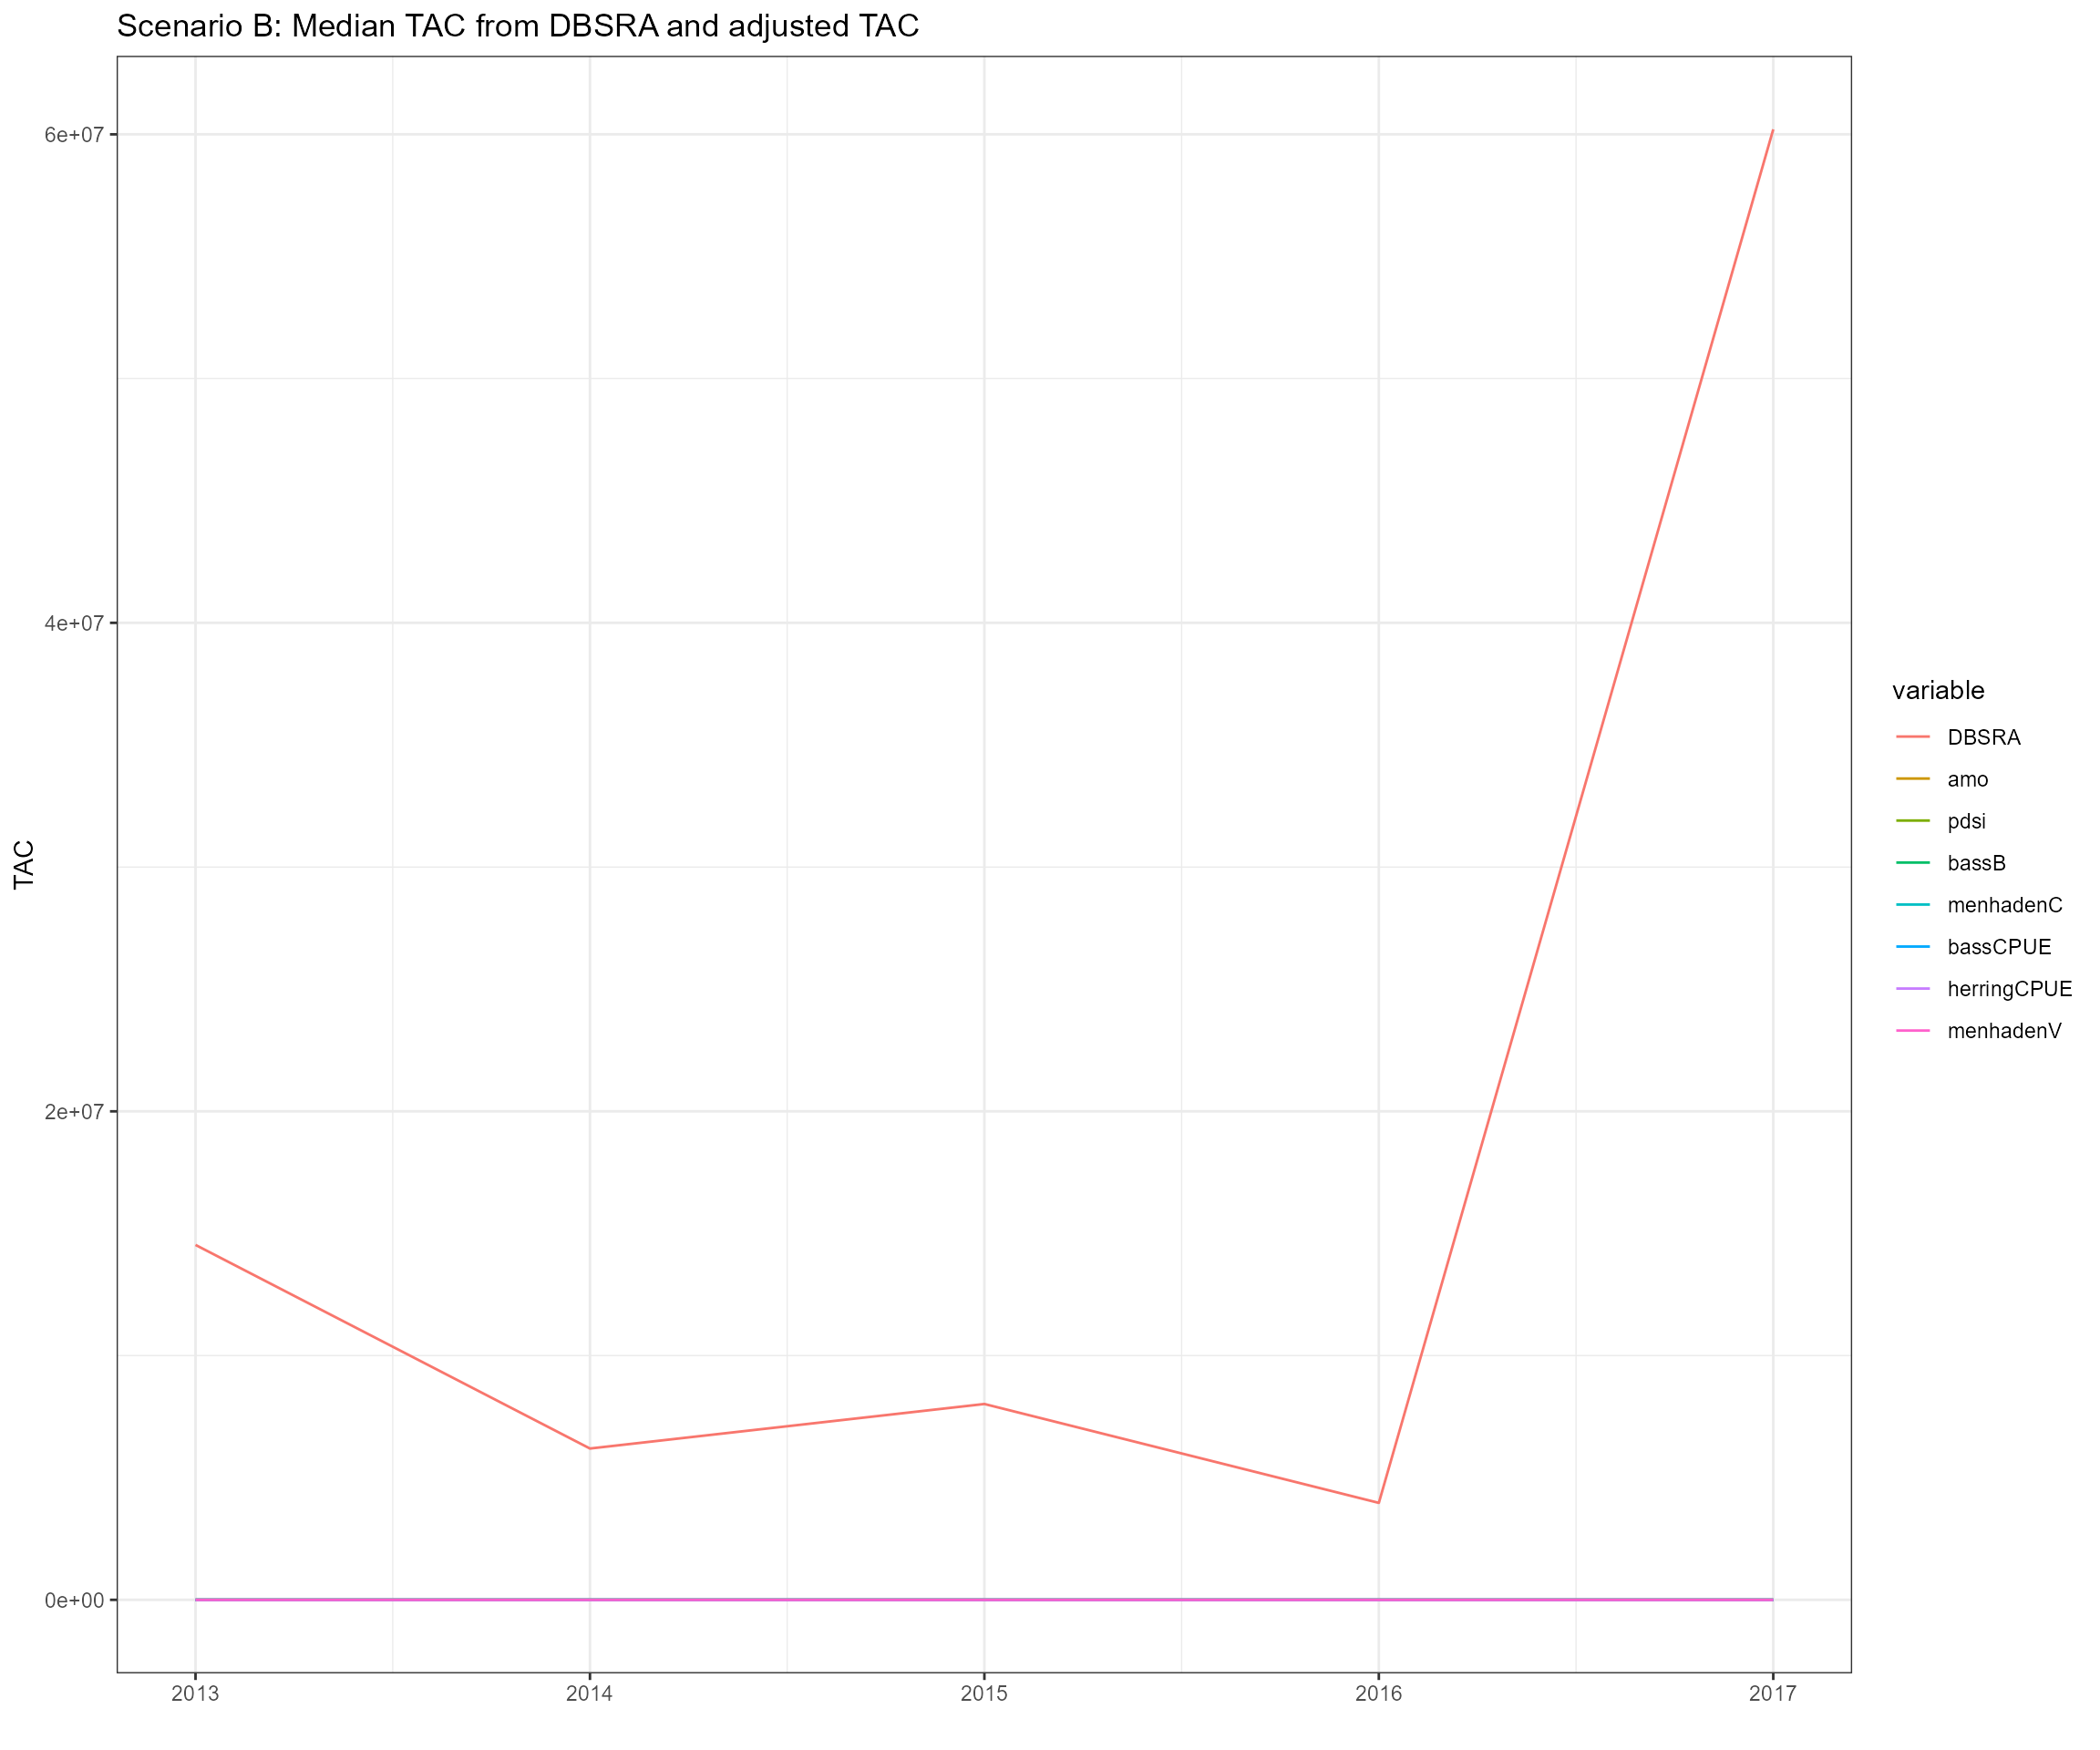 Scenario B: Median TAC from DBSRA and adjusted TAC
6e+07
4e+07
2e+07
0e+00
TAC
2013
2014
2015
2016
2017
variable
DBSRA
amo
pdsi
bassB
menhadenC
bassCPUE
herringCPUE
menhadenV